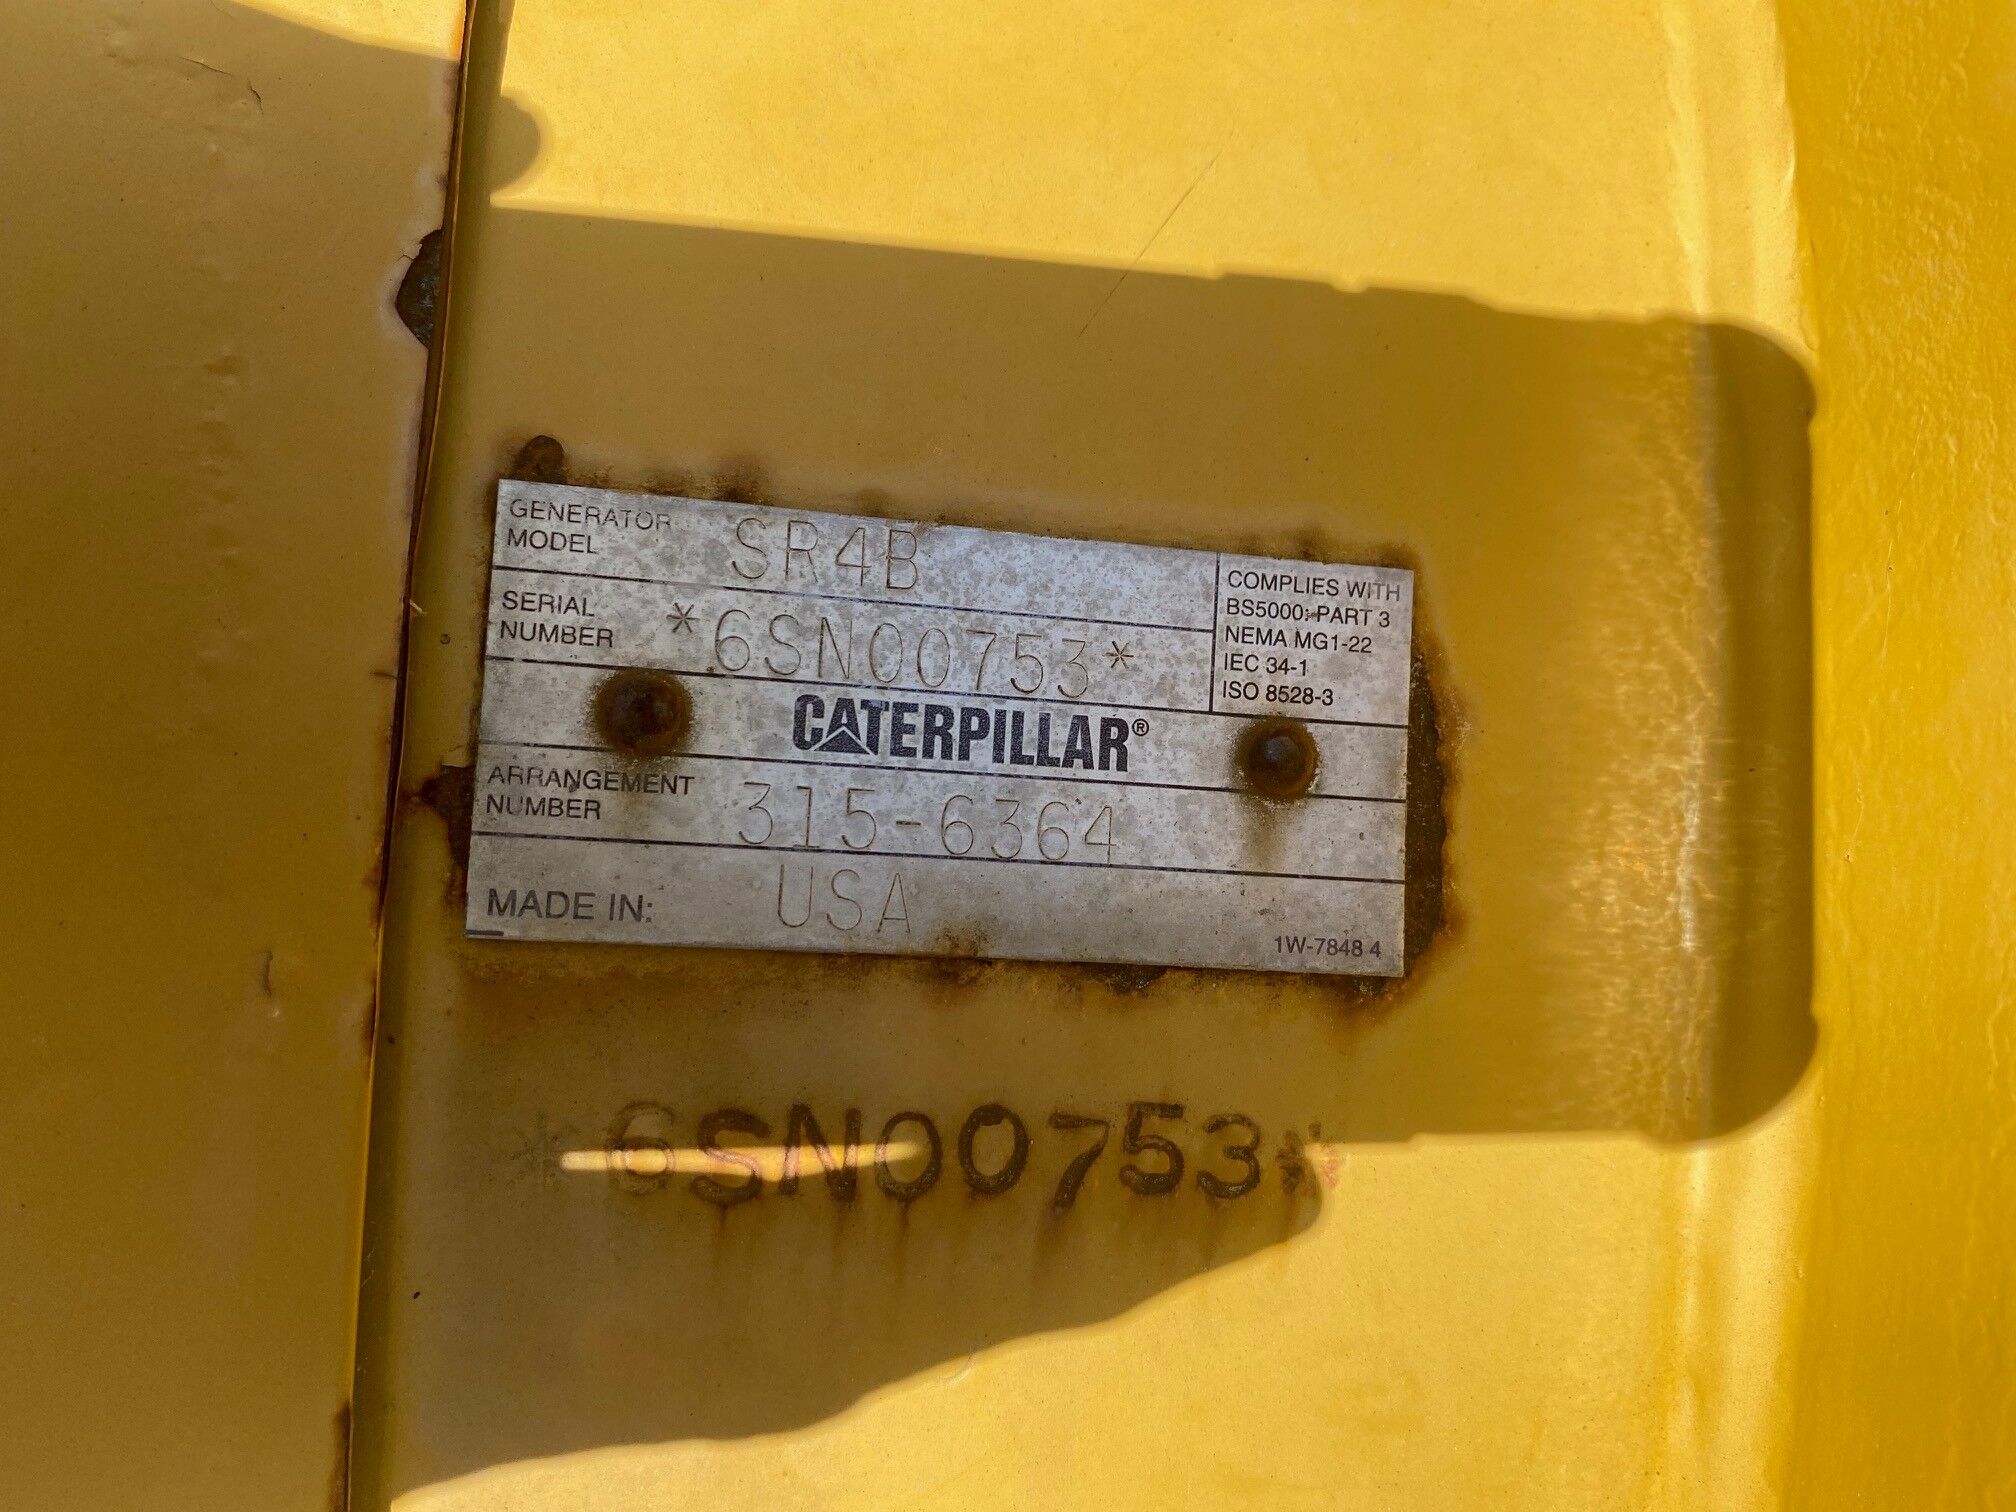 GENERATOR
MODEL
SR4B
SERIAL
NUMBER
*6SN00753*
COMPLIES WITH
BS5000: PART 3
NEMA MG1-22
IEC 34-1
ISO 8528-3
CATERPILLAR®
ARRANGEMENT
NUMBER
315-6364
MADE IN:
USA
1W-7848 4
*6SN00753*